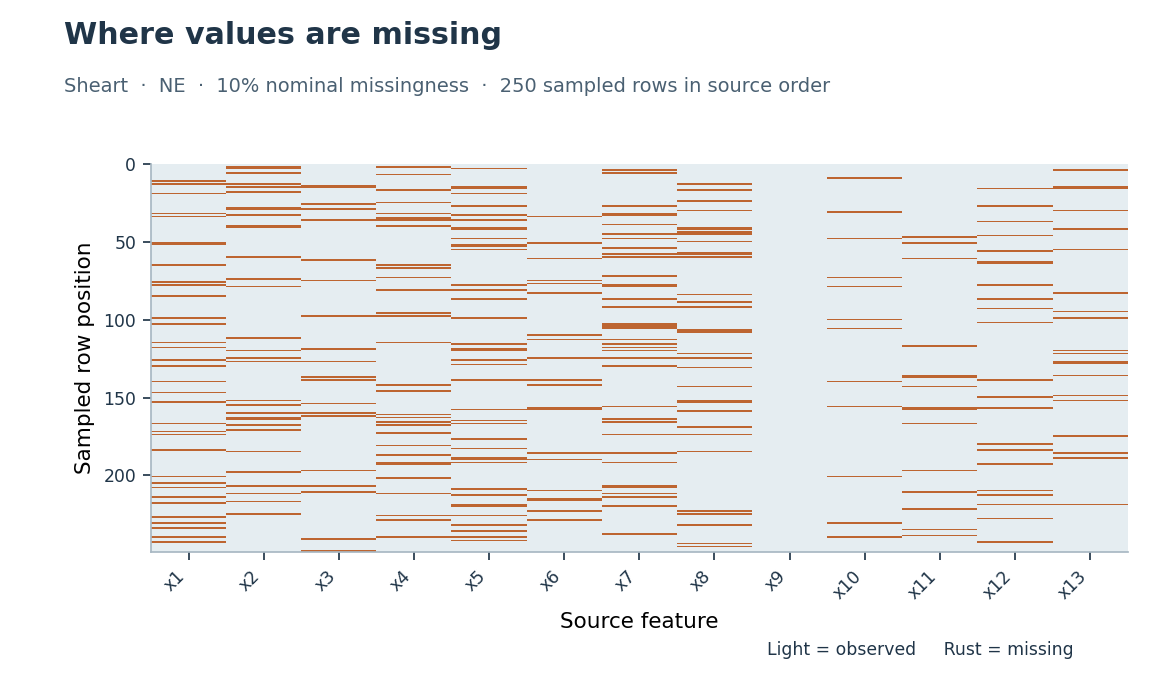 Where values are missing
Sheart · NE · 10% nominal missingness · 250 sampled rows in source order
0
50
100
150
200
Sampled row position
x1 x2 x3 x4 x5 x6 x7 x8 x9 x10 x11 x12 x13
Source feature
Light = observed Rust = missing